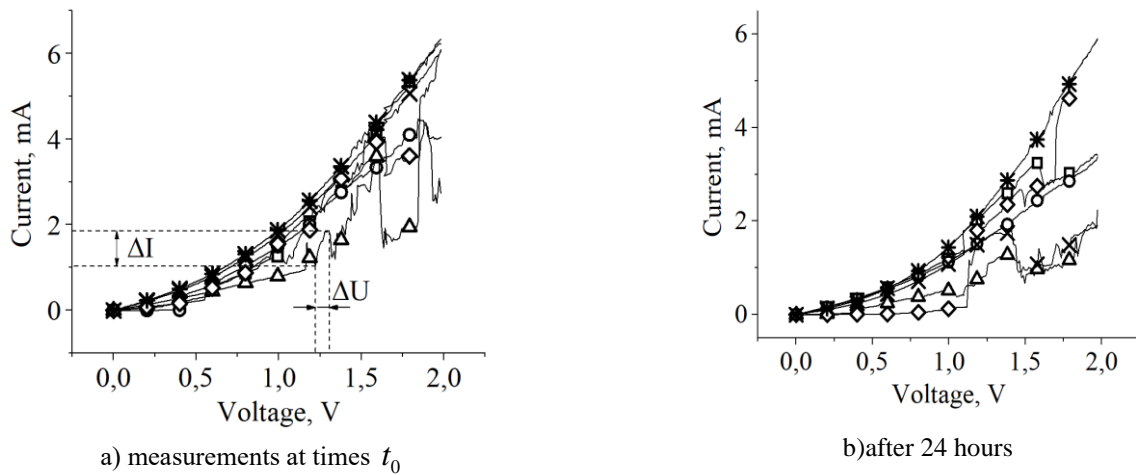 Current, mA
6
4
2
0
ΔI
ΔU
0,0 0,5 1,0 1,5 2,0
Voltage, V
a) measurements at times t₀
Current, mA
6
4
2
0
0,0 0,5 1,0 1,5 2,0
Voltage, V
b)after 24 hours